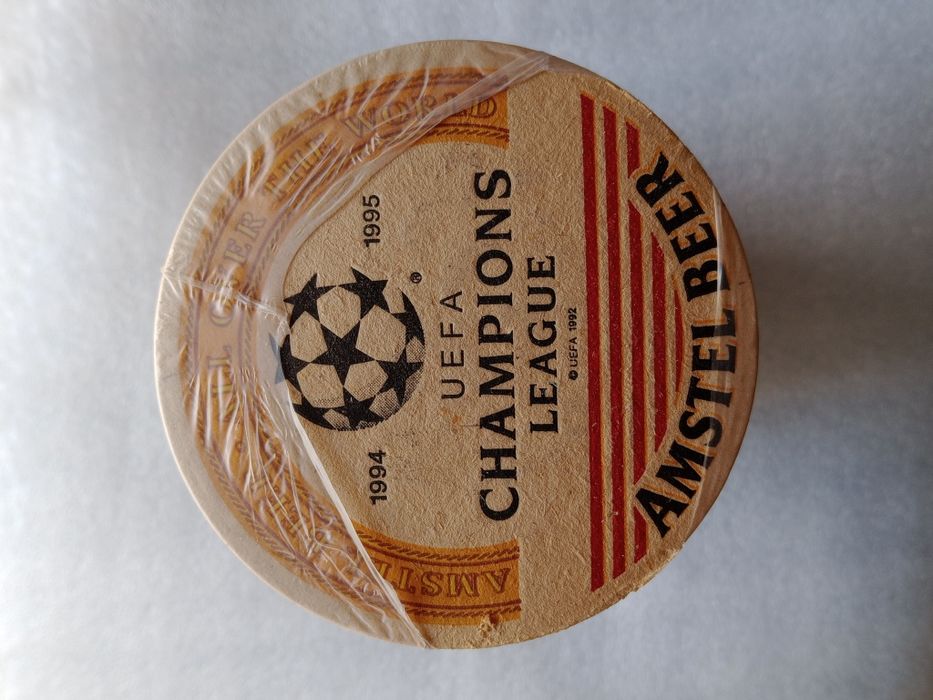 1994 1995
®
UEFA
CHAMPIONS
LEAGUE
© UEFA 1992
AMSTEL BEER